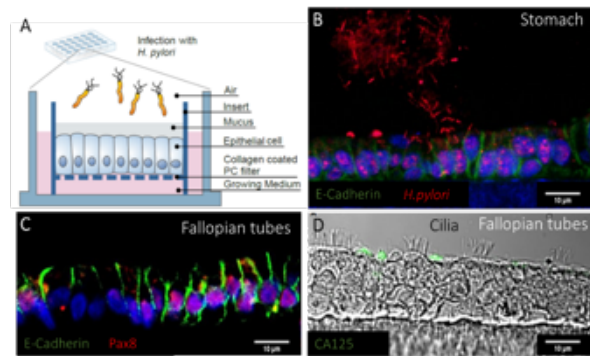 A
Infection with
H. pylori
Air
Insert
Mucus
Epithelial cell
Collagen coated
PC filter
Growing Medium
B
Stomach
E-Cadherin H.pylori
10 µm
C
Fallopian tubes
E-Cadherin Pax8
10 µm
D
Cilia
Fallopian tubes
CA125
10 µm